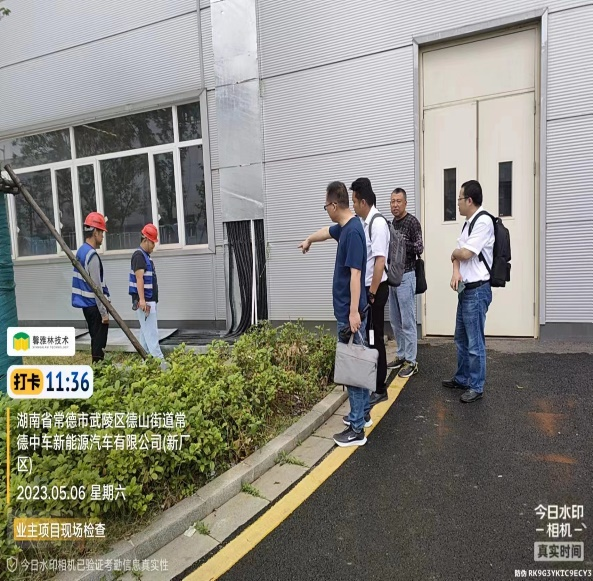 馨雅林技术
打卡 11:36
湖南省常德市武陵区德山街道常
德中车新能源汽车有限公司(新厂
区)
2023.05.06 星期六
业主项目现场检查
今日水印相机已验证考勤信息真实性
今日水印
相机
真实时间
防伪 RK9G3YKTC9ECY3